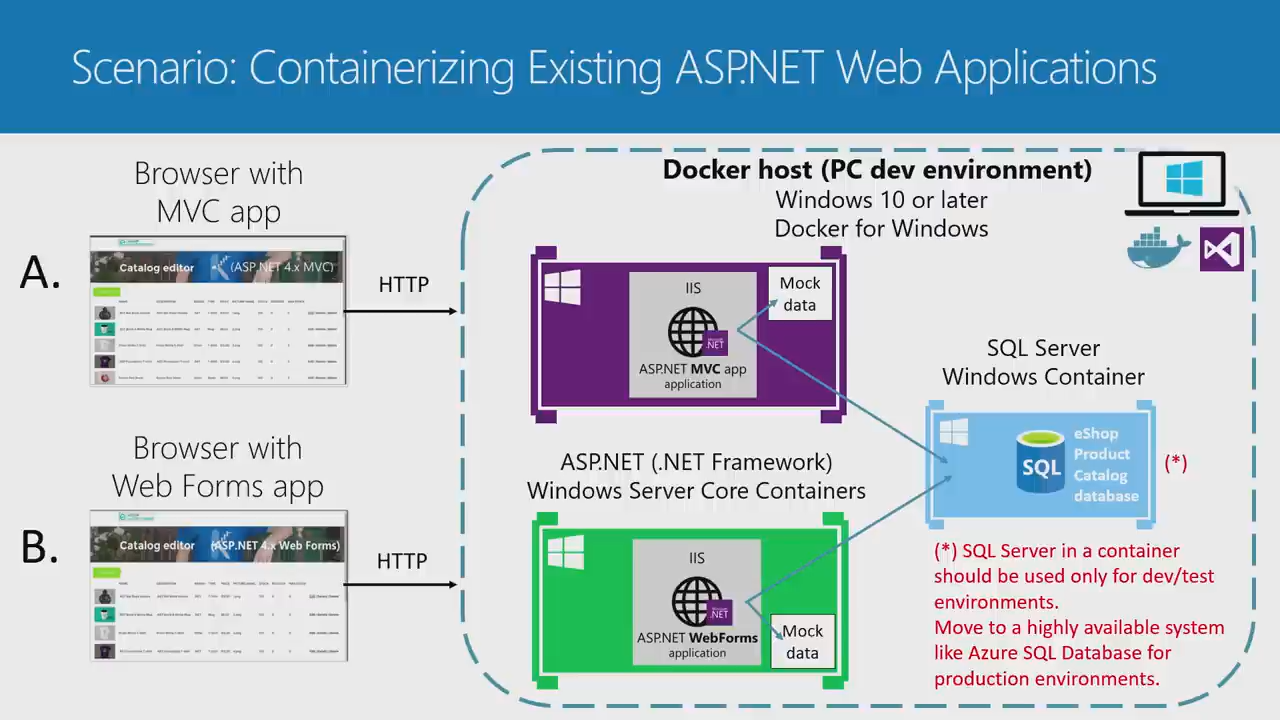 Scenario: Containerizing Existing ASP.NET Web Applications
Browser with
MVC app
A.
Catalog editor
(ASP.NET 4.x MVC)
HTTP
Browser with
Web Forms app
B.
Catalog editor
(ASP.NET 4.x Web Forms)
HTTP
Docker host (PC dev environment)
Windows 10 or later
Docker for Windows
IIS
.NET
ASP.NET MVC app
application
Mock
data
ASP.NET (.NET Framework)
Windows Server Core Containers
IIS
.NET
ASP.NET WebForms
application
Mock
data
SQL Server
Windows Container
SQL
eShop
Product
Catalog
database
(*)
(*) SQL Server in a container
should be used only for dev/test
environments.
Move to a highly available system
like Azure SQL Database for
production environments.